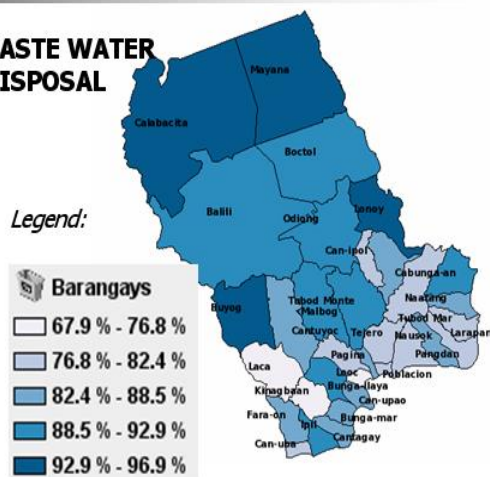 ASTE WATER
ISPOSAL
Mayana
Calabacita
Boctol
Balili
Odiong
Lonoy
Can-ipol
Cabunga-an
Naatang
Buyog
Tubod Monte
Malbog
Cantuyoc
Tejero
Tubod Mar
Nausok
Larapan
Pangdan
Pagina
Laca
Looc
Poblacion
Kinagbaan
Bunga-ilaya
Can-upao
Fara-on
Ipil
Bunga-mar
Can-uba
Cantagay
Legend:
Barangays
67.9 % - 76.8 %
76.8 % - 82.4 %
82.4 % - 88.5 %
88.5 % - 92.9 %
92.9 % - 96.9 %